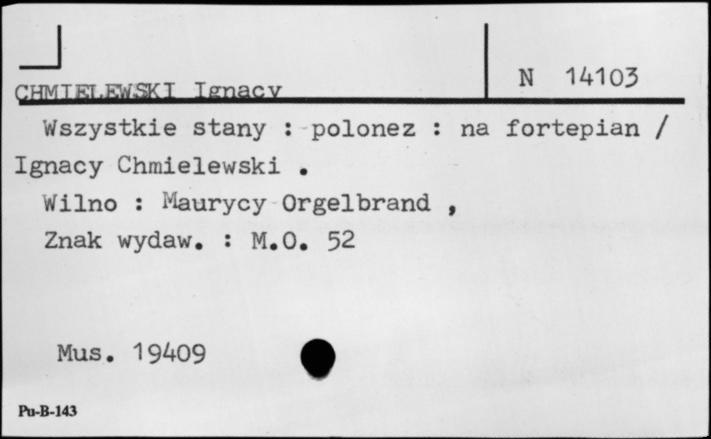 N 14103
CHMIELEWSKI Ignacy
Wszystkie stany : polonez : na fortepian /
Ignacy Chmielewski .
Wilno : Maurycy Orgelbrand ,
Znak wydaw. : M.O. 52
Mus. 19409
Pu-B-143